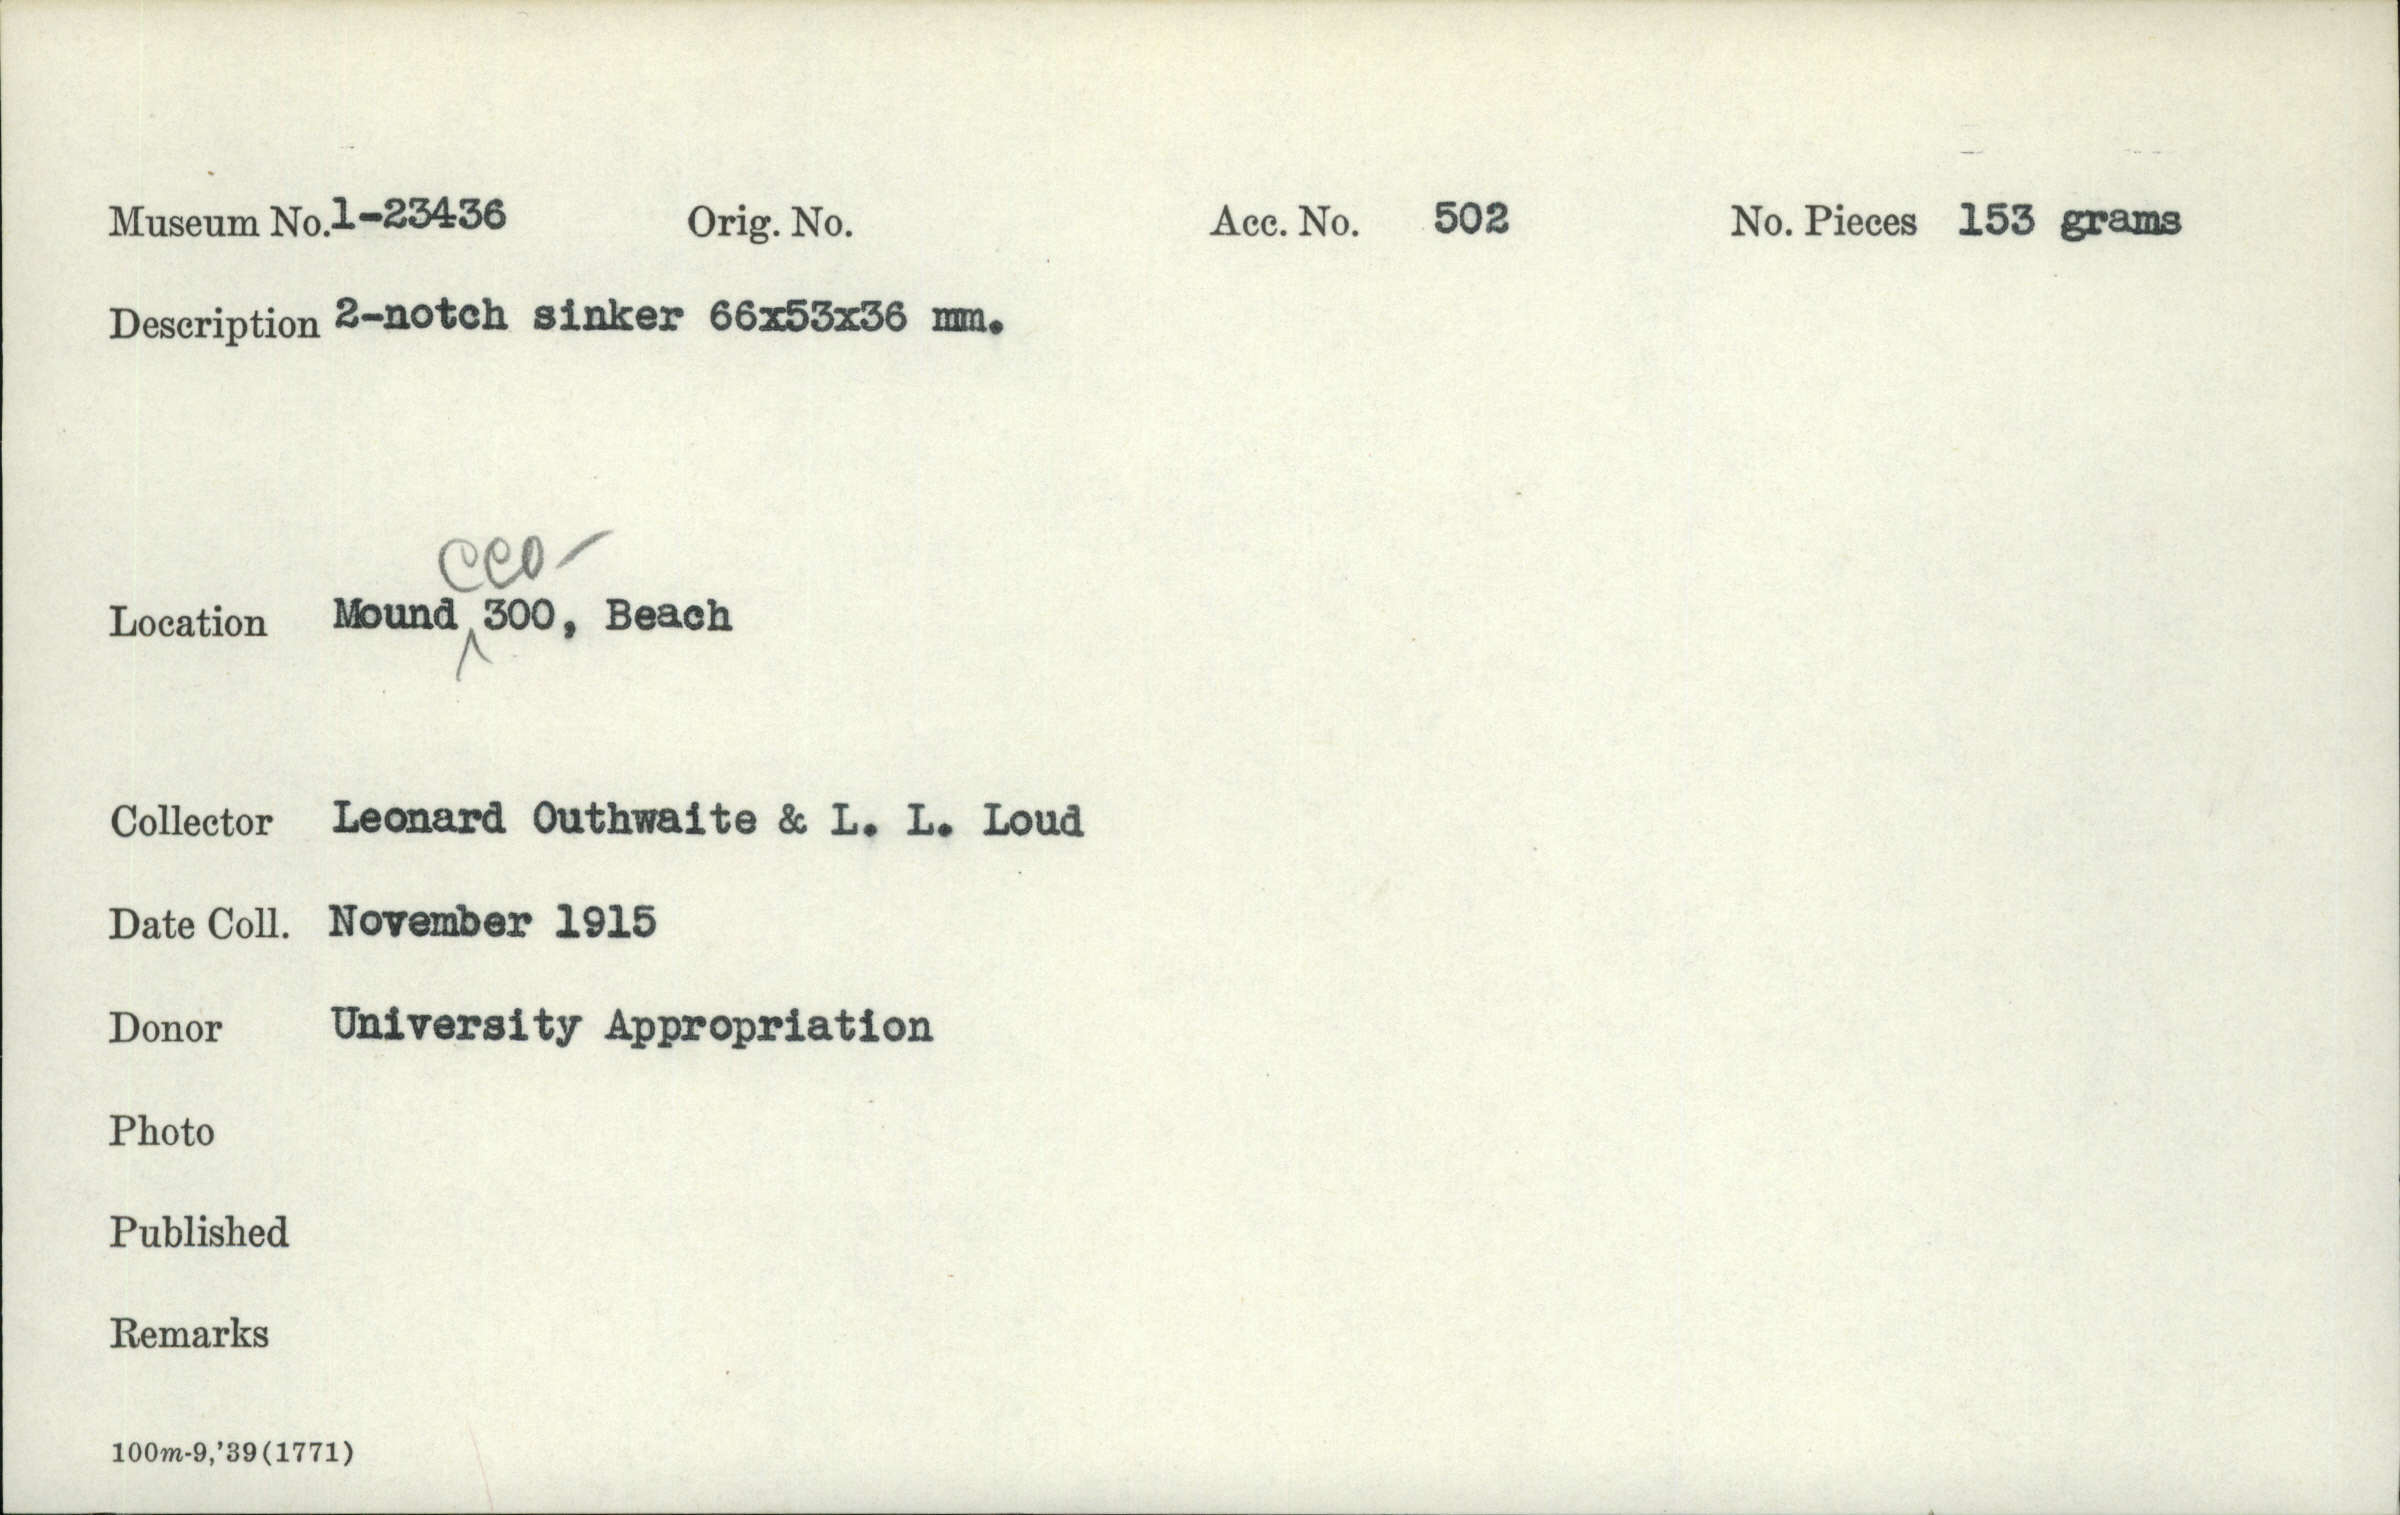 Museum No. 1-23436 Orig. No. Acc. No. 502 No. Pieces 153 grams
Description 2-notch sinker 66x53x36 mm.
CCO-
Location Mound 300, Beach
Collector Leonard Outhwaite & L. L. Loud
Date Coll. November 1915
Donor University Appropriation
Photo
Published
Remarks
100m-9,'39(1771)